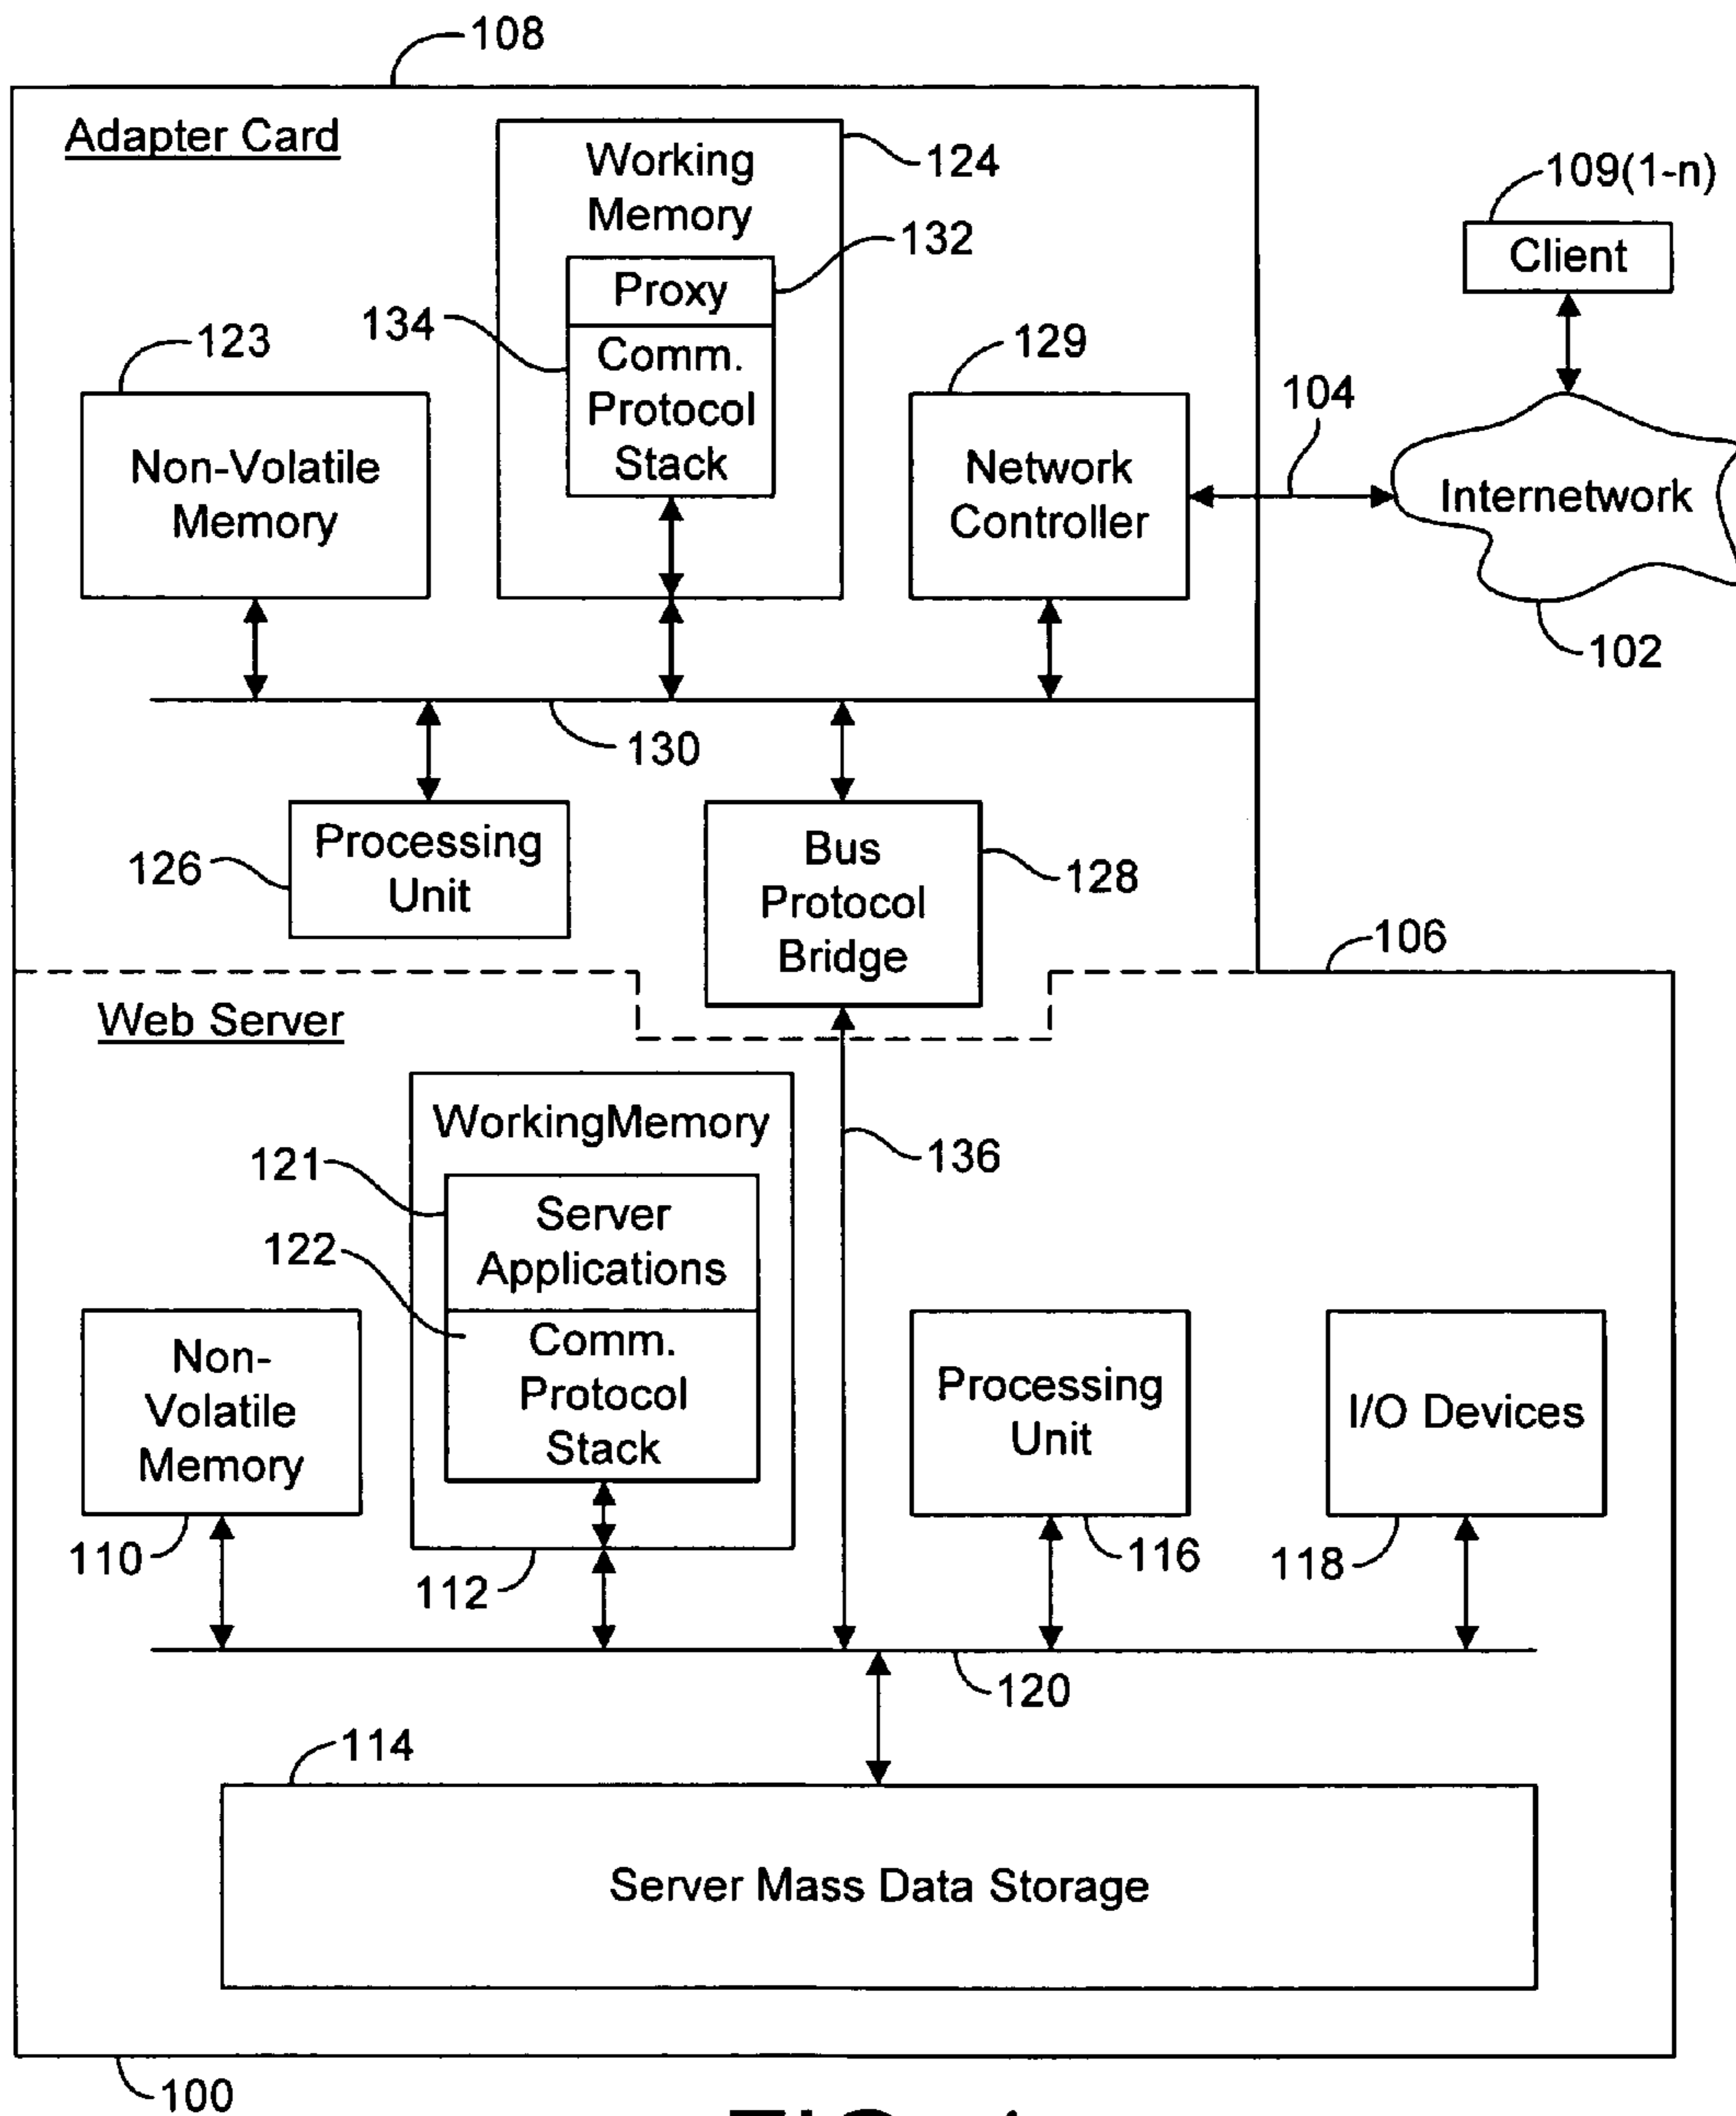 108
Adapter Card
Working
Memory
124
109(1-n)
Client
132
Proxy
134
Comm.
Protocol
Stack
123
Non-Volatile
Memory
129
Network
Controller
104
Internetwork
102
130
126
Processing
Unit
Bus
Protocol
Bridge
128
106
Web Server
WorkingMemory
136
121
Server
Applications
122
Comm.
Protocol
Stack
Non-
Volatile
Memory
Processing
Unit
I/O Devices
110
112
116
118
120
114
Server Mass Data Storage
100